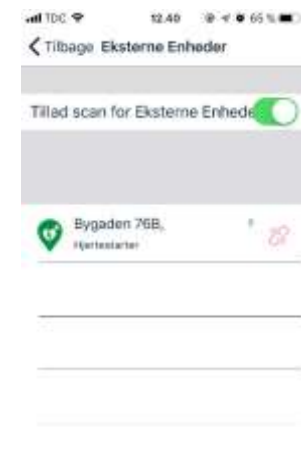 TDC 12.40 65 %
Tilbage Eksterne Enheder
Tillad scan for Eksterne Enhede
Bygaden 76B,
Hjertestarter